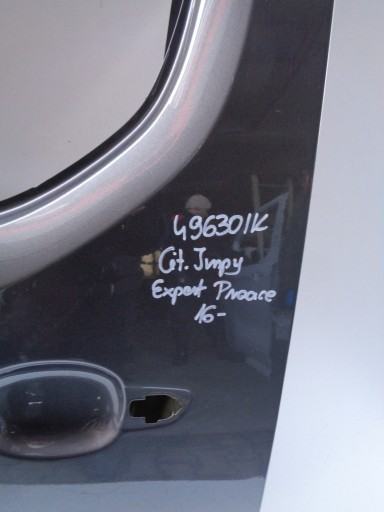 496301K
Cit. Jmpy
Expert Proace
16-